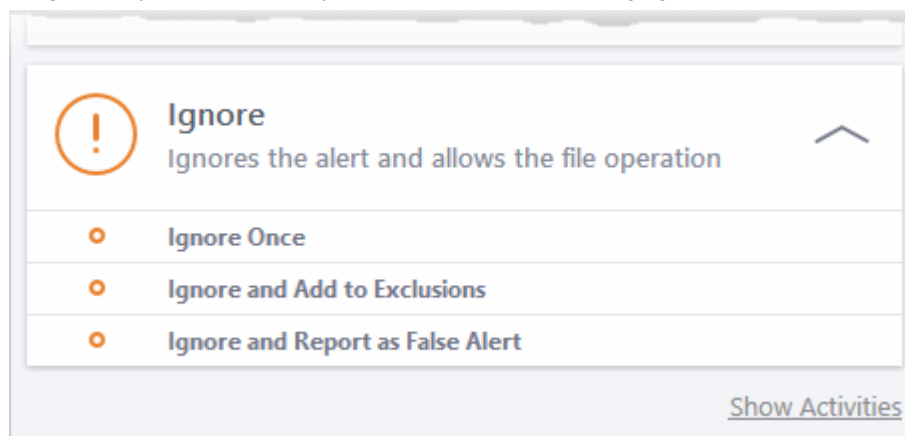 Ignore
Ignores the alert and allows the file operation
Ignore Once
Ignore and Add to Exclusions
Ignore and Report as False Alert
Show Activities